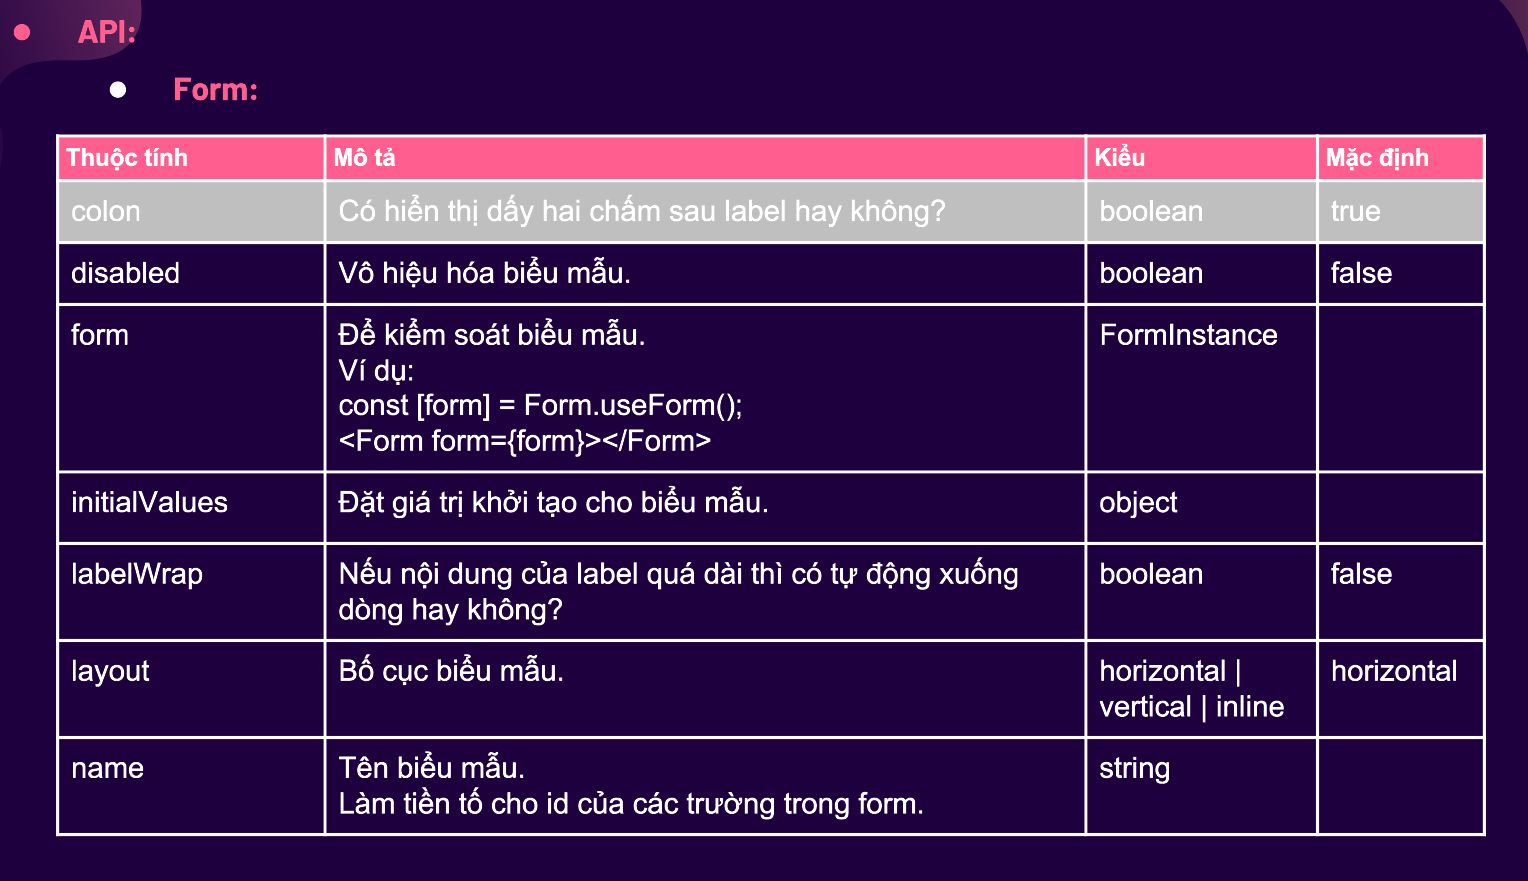 API:
Form:
Thuộc tính Mô tả Kiểu Mặc định
colon Có hiển thị dấy hai chấm sau label hay không? boolean true
disabled Vô hiệu hóa biểu mẫu. boolean false
form Để kiểm soát biểu mẫu. FormInstance
Ví dụ:
const [form] = Form.useForm();
<Form form={form}></Form>
initialValues Đặt giá trị khởi tạo cho biểu mẫu. object
labelWrap Nếu nội dung của label quá dài thì có tự động xuống boolean false
dòng hay không?
layout Bố cục biểu mẫu. horizontal | horizontal
vertical | inline
name Tên biểu mẫu. string
Làm tiền tố cho id của các trường trong form.